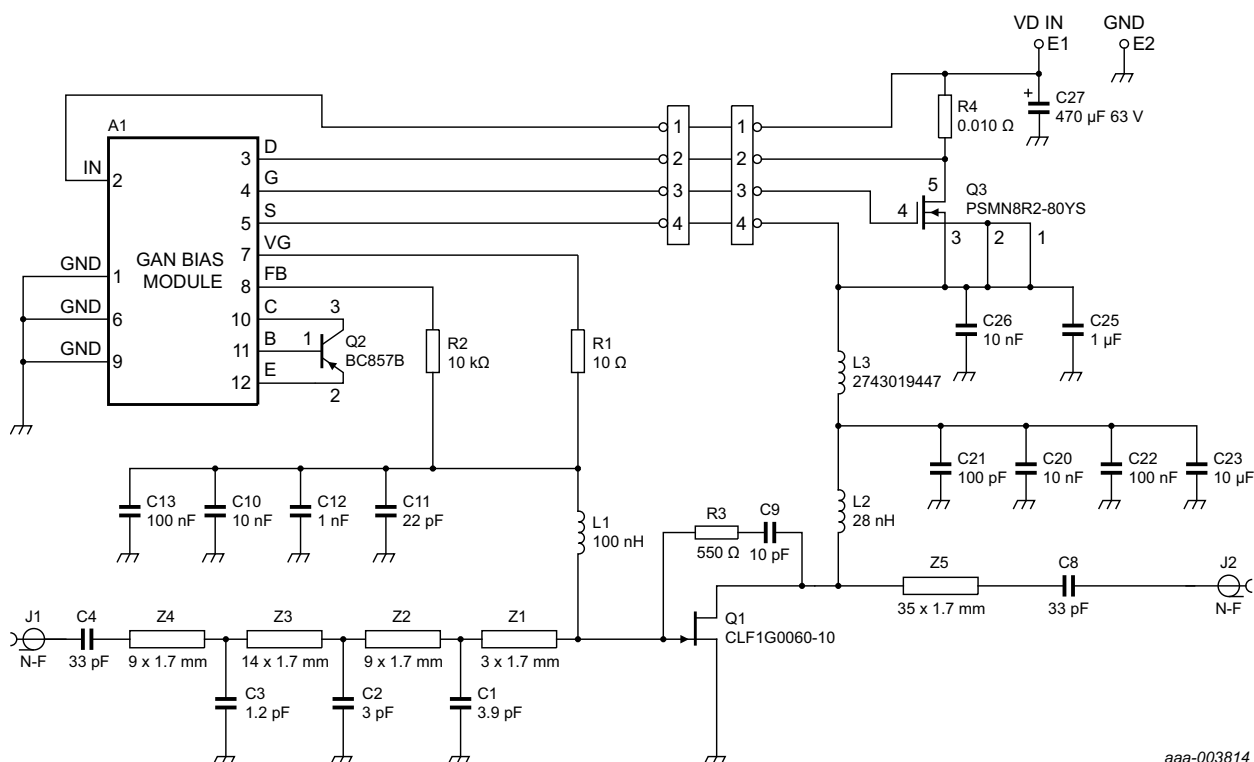 VD IN
GND
E1
E2
+
C27
470 µF 63 V
R4
0.010 Ω
A1
IN
2
D
3
G
4
S
5
VG
7
FB
8
C
10
B
11
E
12
GND
1
GND
6
GND
9
GAN BIAS
MODULE
1
2
3
4
1
2
3
4
3
1
2
Q2
BC857B
5
4
3
2
1
Q3
PSMN8R2-80YS
R2
10 kΩ
R1
10 Ω
C26
10 nF
C25
1 µF
L3
2743019447
C13
100 nF
C10
10 nF
C12
1 nF
C11
22 pF
L1
100 nH
R3
550 Ω
C9
10 pF
L2
28 nH
C21
100 pF
C20
10 nF
C22
100 nF
C23
10 µF
J1
N-F
C4
33 pF
Z4
9 x 1.7 mm
Z3
14 x 1.7 mm
Z2
9 x 1.7 mm
Z1
3 x 1.7 mm
Q1
CLF1G0060-10
Z5
35 x 1.7 mm
C8
33 pF
J2
N-F
C3
1.2 pF
C2
3 pF
C1
3.9 pF
aaa-003814